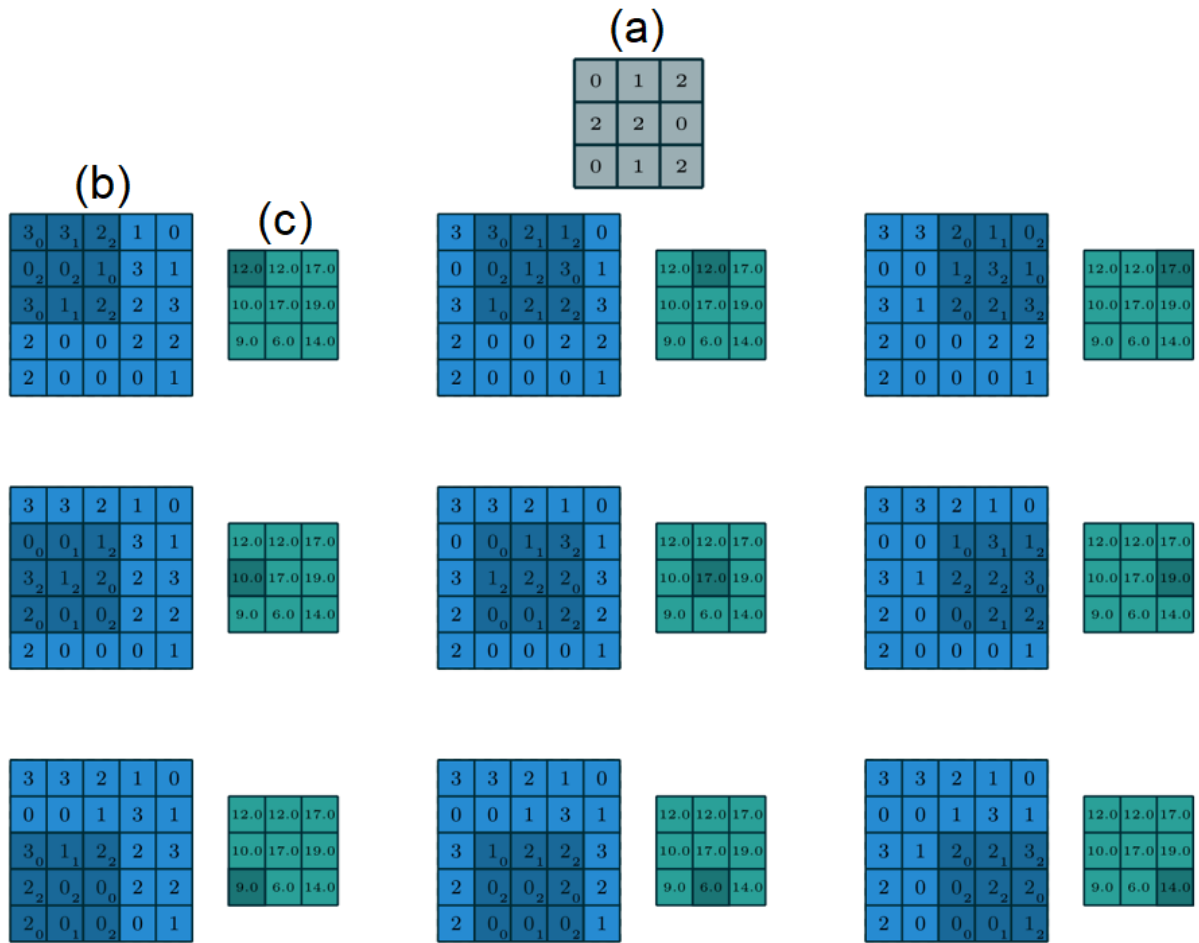 (a)
0 1 2
2 2 0
0 1 2
(b)
3₀ 3₁ 2₂ 1 0
0₂ 0₂ 1₀ 3 1
3₀ 1₁ 2₂ 2 3
2 0 0 2 2
2 0 0 0 1
(c)
12.0 12.0 17.0
10.0 17.0 19.0
9.0 6.0 14.0
3 3₀ 2₁ 1₂ 0
0 0₂ 1₂ 3₀ 1
3 1₀ 2₁ 2₂ 3
2 0 0 2 2
2 0 0 0 1
12.0 12.0 17.0
10.0 17.0 19.0
9.0 6.0 14.0
3 3 2₀ 1₁ 0₂
0 0 1₂ 3₂ 1₀
3 1 2₀ 2₁ 3₂
2 0 0 2 2
2 0 0 0 1
12.0 12.0 17.0
10.0 17.0 19.0
9.0 6.0 14.0
3 3 2 1 0
0₀ 0₁ 1₂ 3 1
3₂ 1₂ 2₀ 2 3
2₀ 0₁ 0₂ 2 2
2 0 0 0 1
12.0 12.0 17.0
10.0 17.0 19.0
9.0 6.0 14.0
3 3 2 1 0
0 0₀ 1₁ 3₂ 1
3 1₂ 2₂ 2₀ 3
2 0₀ 0₁ 2₂ 2
2 0 0 0 1
12.0 12.0 17.0
10.0 17.0 19.0
9.0 6.0 14.0
3 3 2 1 0
0 0 1₀ 3₁ 1₂
3 1 2₂ 2₂ 3₀
2 0 0₀ 2₁ 2₂
2 0 0 0 1
12.0 12.0 17.0
10.0 17.0 19.0
9.0 6.0 14.0
3 3 2 1 0
0 0 1 3 1
3₀ 1₁ 2₂ 2 3
2₂ 0₂ 0₀ 2 2
2₀ 0₁ 0₂ 0 1
12.0 12.0 17.0
10.0 17.0 19.0
9.0 6.0 14.0
3 3 2 1 0
0 0 1 3 1
3 1₀ 2₁ 2₂ 3
2 0₂ 0₂ 2₀ 2
2 0₀ 0₁ 0₂ 1
12.0 12.0 17.0
10.0 17.0 19.0
9.0 6.0 14.0
3 3 2 1 0
0 0 1 3 1
3 1 2₀ 2₁ 3₂
2 0 0₂ 2₂ 2₀
2 0 0₀ 0₁ 1₂
12.0 12.0 17.0
10.0 17.0 19.0
9.0 6.0 14.0